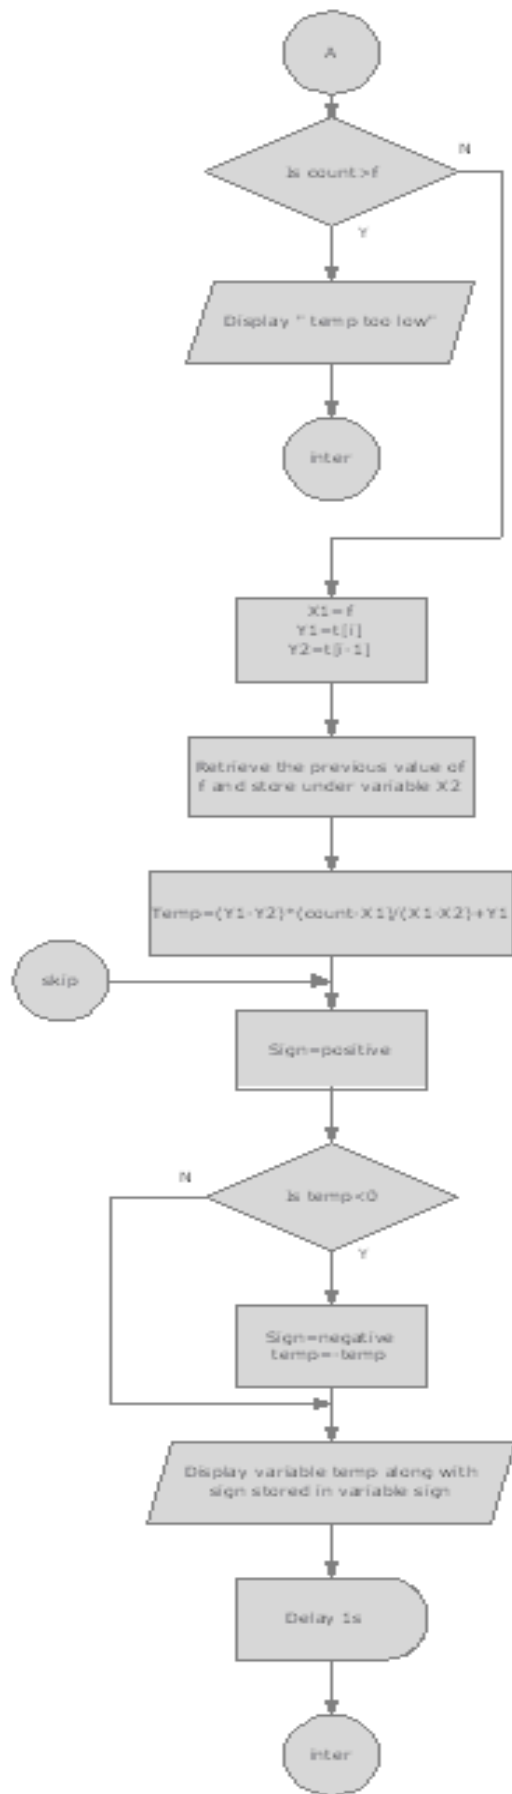 A
Is count>f
N
Y
Display " temp too low"
inter
X1=f
Y1=t[i]
Y2=t[i-1]
Retrieve the previous value of
f and store under variable X2
Temp=(Y1-Y2)*(count-X1)/(X1-X2)+Y1
skip
Sign=positive
N
Is temp<0
Y
Sign=negative
temp=-temp
Display variable temp along with
sign stored in variable sign
Delay 1s
inter